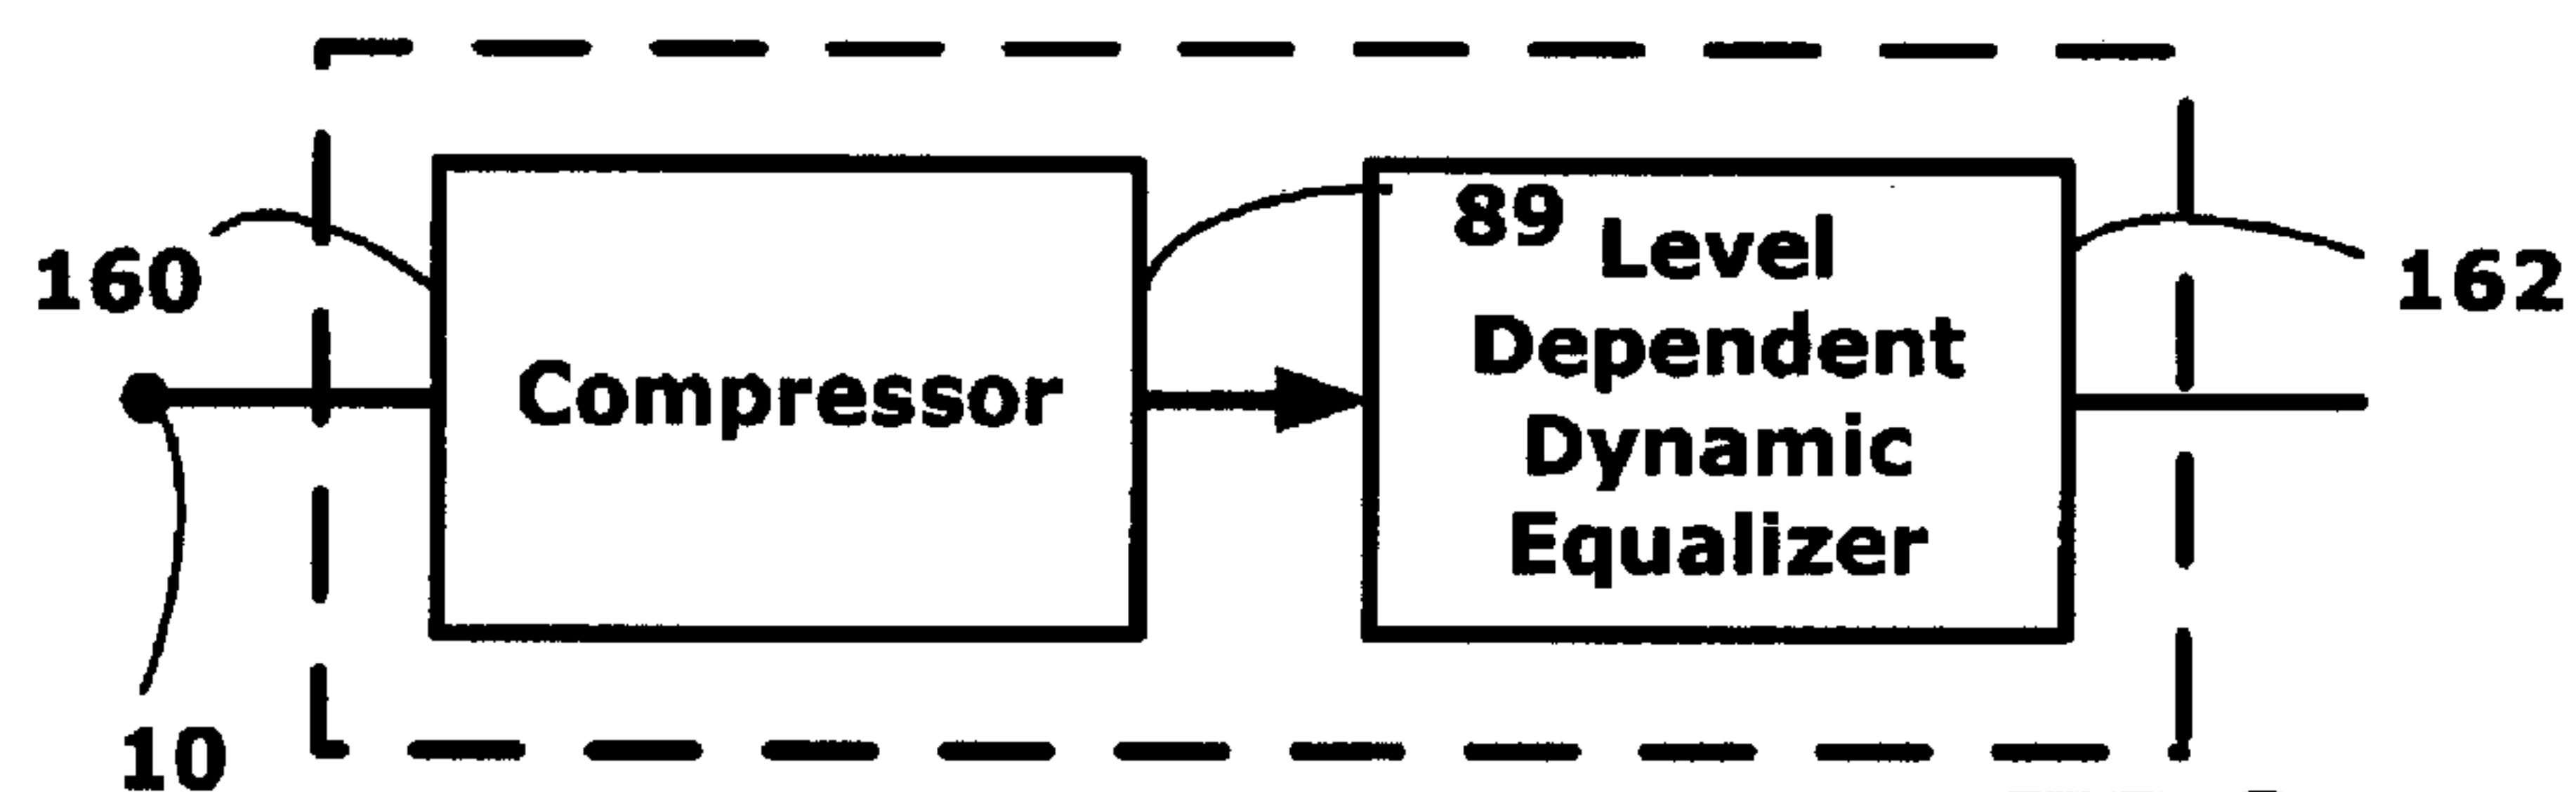 160
10
Compressor
89
Level
Dependent
Dynamic
Equalizer
162